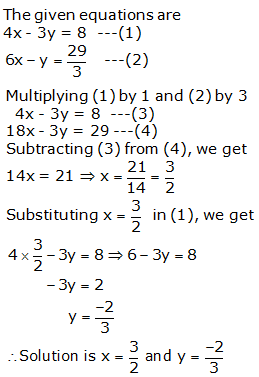 The given equations are
4x - 3y = 8 ---(1)
6x – y = 29/3 ---(2)
Multiplying (1) by 1 and (2) by 3
4x - 3y = 8 ---(3)
18x - 3y = 29 ---(4)
Subtracting (3) from (4), we get
14x = 21 ⇒ x = 21/14 = 3/2
Substituting x = 3/2 in (1), we get
4 × 3/2 – 3y = 8 ⇒ 6 – 3y = 8
– 3y = 2
y = –2/3
∴ Solution is x = 3/2 and y = –2/3